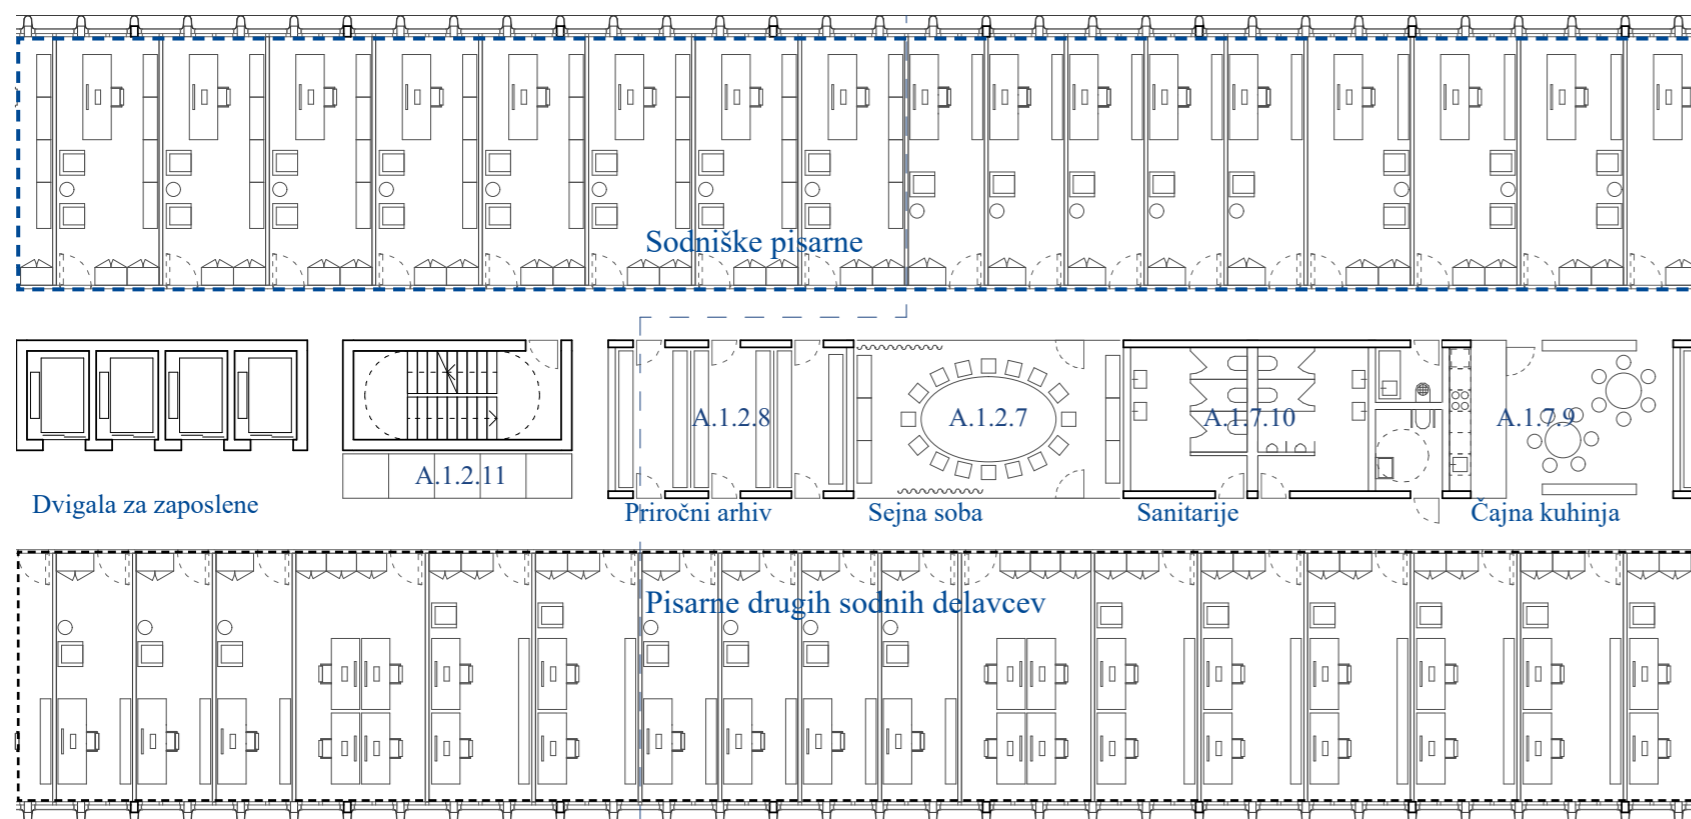 Sodniške pisarne
A.1.2.8
A.1.2.7
A.1.7.10
A.1.7.9
A.1.2.11
Dvigala za zaposlene
Priročni arhiv
Sejna soba
Sanitarije
Čajna kuhinja
Pisarne drugih sodnih delavcev